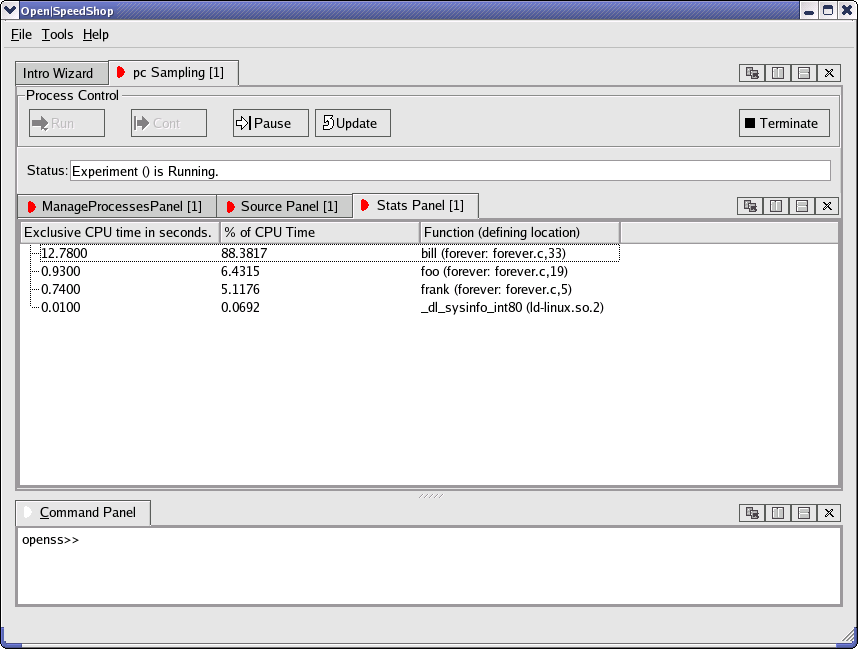 Open|SpeedShop
File Tools Help
Intro Wizard pc Sampling [1]
Process Control
Run Cont Pause Update Terminate
Status: Experiment () is Running.
ManageProcessesPanel [1] Source Panel [1] Stats Panel [1]
Exclusive CPU time in seconds. % of CPU Time Function (defining location)
12.7800 88.3817 bill (forever: forever.c,33)
0.9300 6.4315 foo (forever: forever.c,19)
0.7400 5.1176 frank (forever: forever.c,5)
0.0100 0.0692 _dl_sysinfo_int80 (ld-linux.so.2)
Command Panel
openss>>